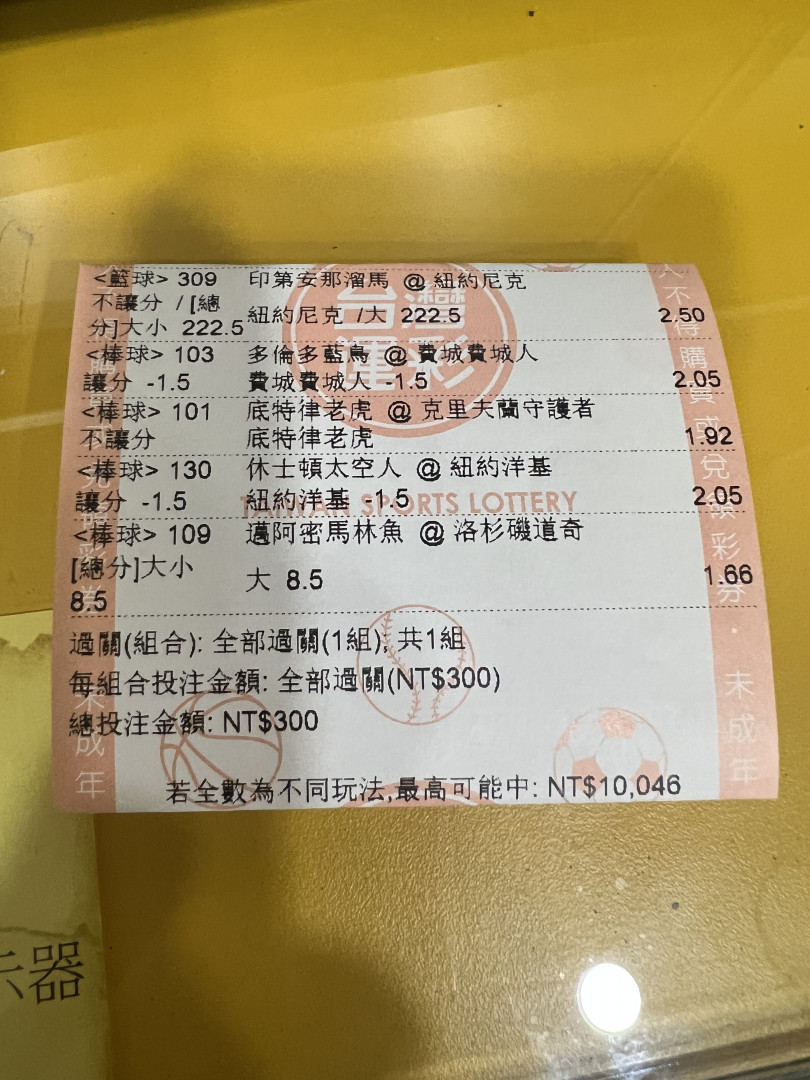 <籃球> 309 印第安那溜馬 @ 紐約尼克
不讓分 / [總分]大小 222.5 紐約尼克 /大 222.5 2.50
<棒球> 103 多倫多藍鳥 @ 費城費城人
讓分 -1.5 費城費城人 -1.5 2.05
<棒球> 101 底特律老虎 @ 克里夫蘭守護者
不讓分 底特律老虎 1.92
<棒球> 130 休士頓太空人 @ 紐約洋基
讓分 -1.5 紐約洋基 -1.5 2.05
<棒球> 109 邁阿密馬林魚 @ 洛杉磯道奇
[總分]大小 8.5 大 8.5 1.66
過關(組合): 全部過關(1組), 共1組
每組合投注金額: 全部過關(NT$300)
總投注金額: NT$300
若全數為不同玩法,最高可能中: NT$10,046
台灣運彩
TAIWAN SPORTS LOTTERY
人不得購買或兌領彩券．未成年
未成年
示器